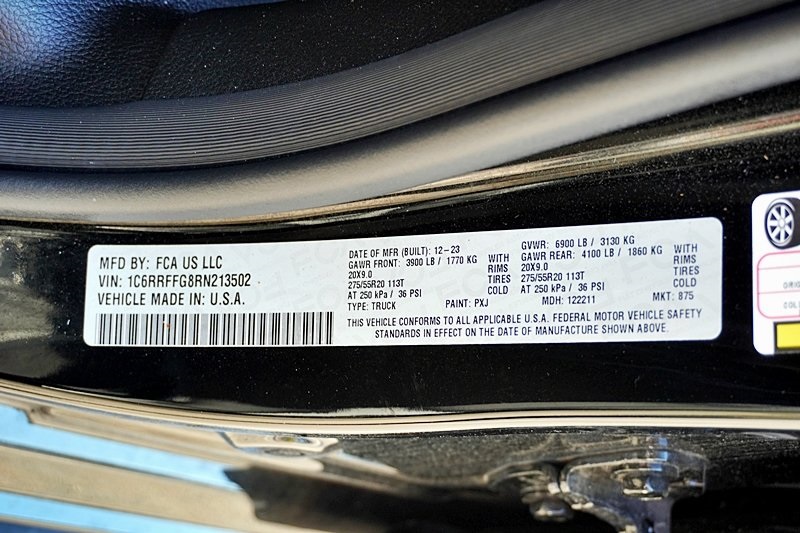 MFD BY: FCA US LLC
VIN: 1C6RRFFG8RN213502
VEHICLE MADE IN: U.S.A.
DATE OF MFR (BUILT): 12-23
GAWR FRONT: 3900 LB / 1770 KG WITH
20X9.0 RIMS
275/55R20 113T TIRES
AT 250 kPa / 36 PSI COLD
TYPE: TRUCK
PAINT: PXJ
GVWR: 6900 LB / 3130 KG
GAWR REAR: 4100 LB / 1860 KG WITH
20X9.0 RIMS
275/55R20 113T TIRES
AT 250 kPa / 36 PSI COLD
MDH: 122211
MKT: 875
THIS VEHICLE CONFORMS TO ALL APPLICABLE U.S.A. FEDERAL MOTOR VEHICLE SAFETY
STANDARDS IN EFFECT ON THE DATE OF MANUFACTURE SHOWN ABOVE.